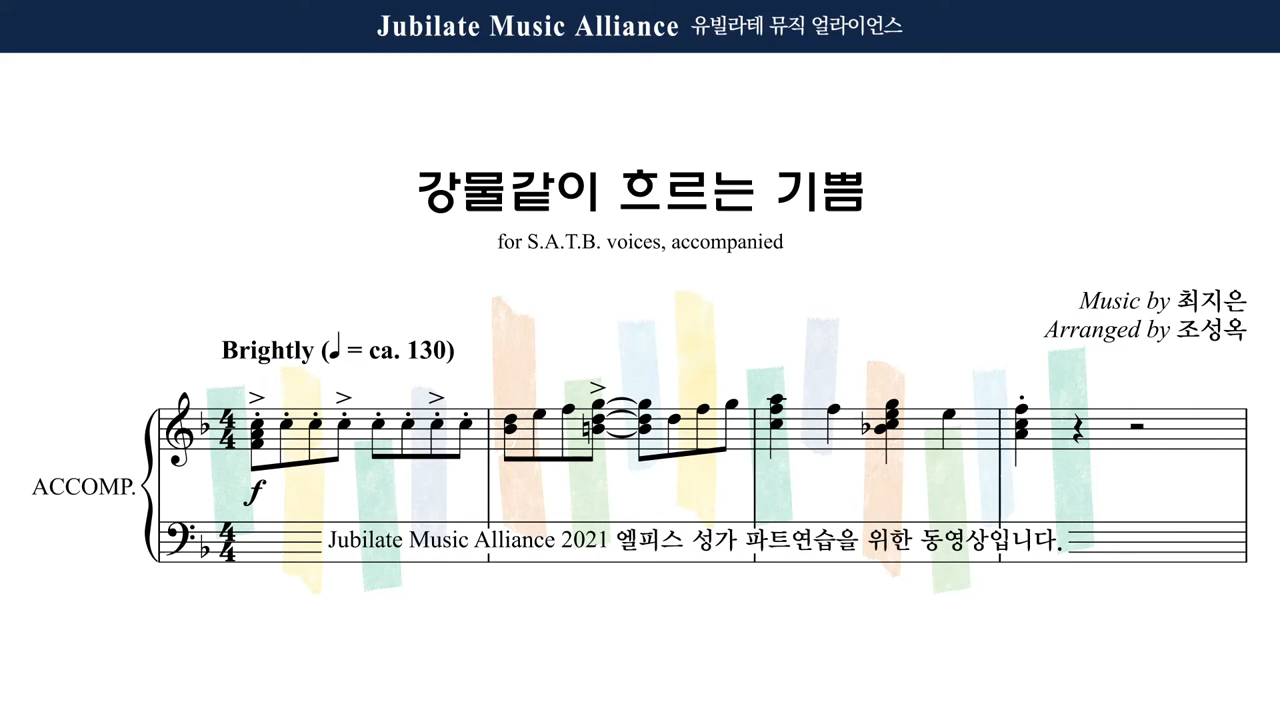 Jubilate Music Alliance 유빌라테 뮤직 얼라이언스
강물같이 흐르는 기쁨
for S.A.T.B. voices, accompanied
Music by 최지은
Arranged by 조성옥
Brightly (♩ = ca. 130)
ACCOMP.
f
Jubilate Music Alliance 2021 엘피스 성가 파트연습을 위한 동영상입니다.